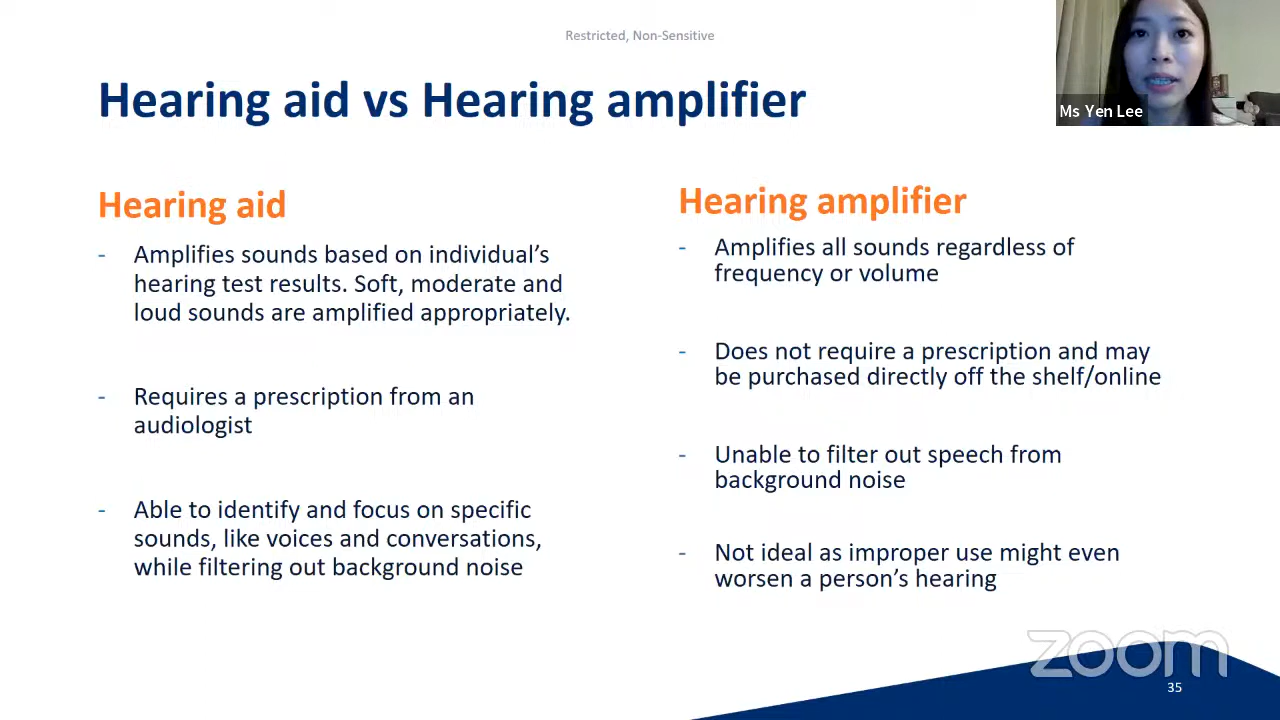 Restricted, Non-Sensitive
Ms Yen Lee
Hearing aid vs Hearing amplifier
Hearing aid
- Amplifies sounds based on individual’s
hearing test results. Soft, moderate and
loud sounds are amplified appropriately.
- Requires a prescription from an
audiologist
- Able to identify and focus on specific
sounds, like voices and conversations,
while filtering out background noise
Hearing amplifier
- Amplifies all sounds regardless of
frequency or volume
- Does not require a prescription and may
be purchased directly off the shelf/online
- Unable to filter out speech from
background noise
- Not ideal as improper use might even
worsen a person’s hearing
zoom
35